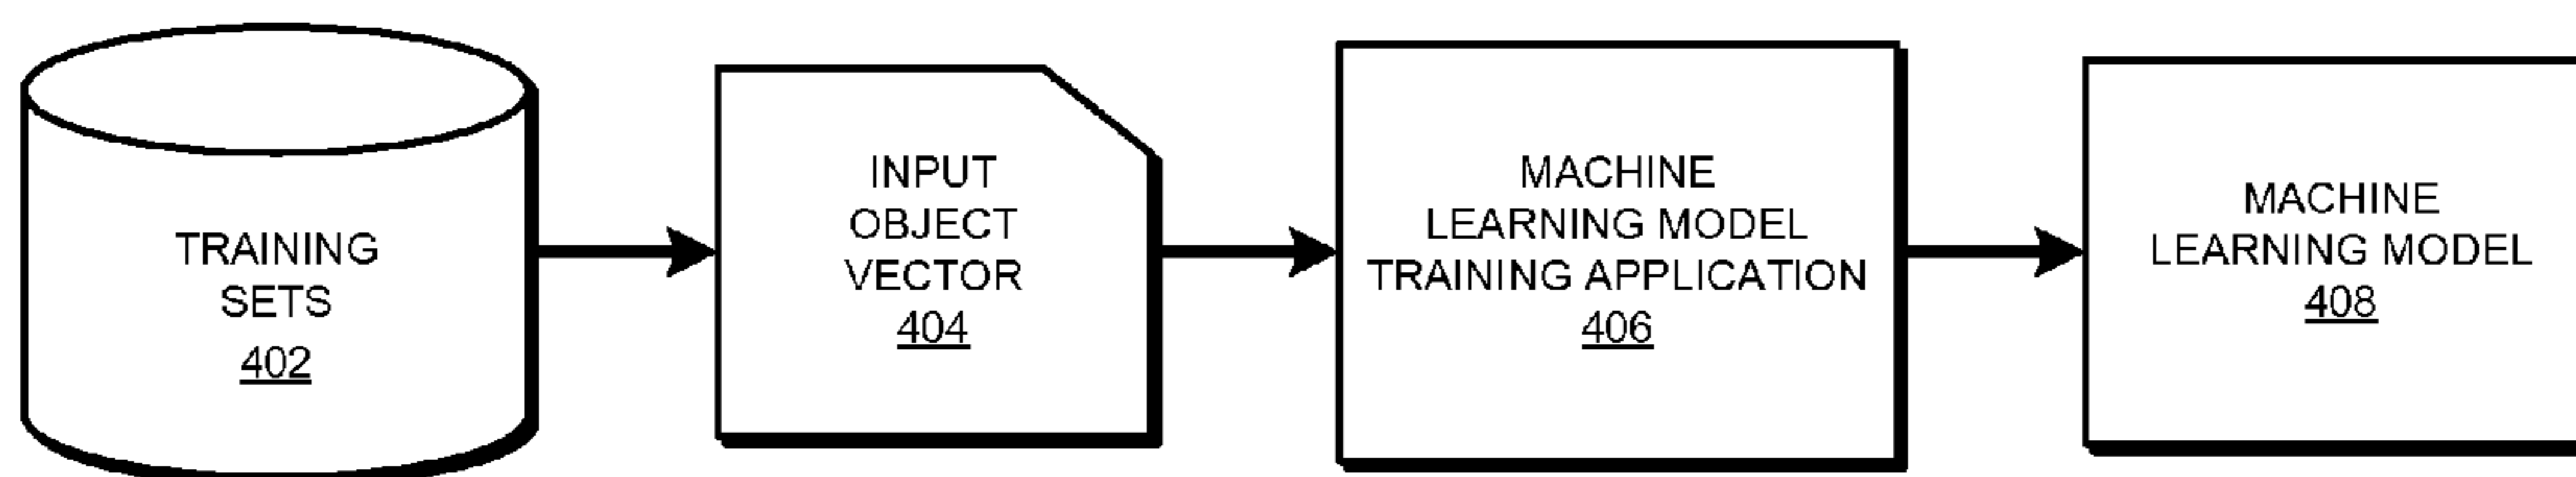 TRAINING
SETS
402
INPUT
OBJECT
VECTOR
404
MACHINE
LEARNING MODEL
TRAINING APPLICATION
406
MACHINE
LEARNING MODEL
408